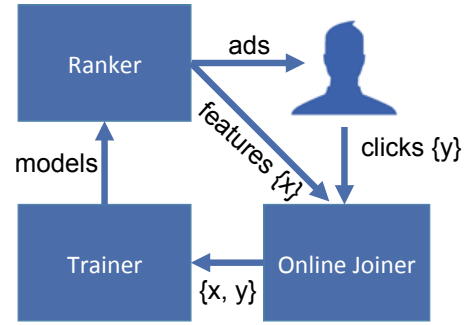 Ranker
ads
features {x}
clicks {y}
models
Trainer
Online Joiner
{x, y}